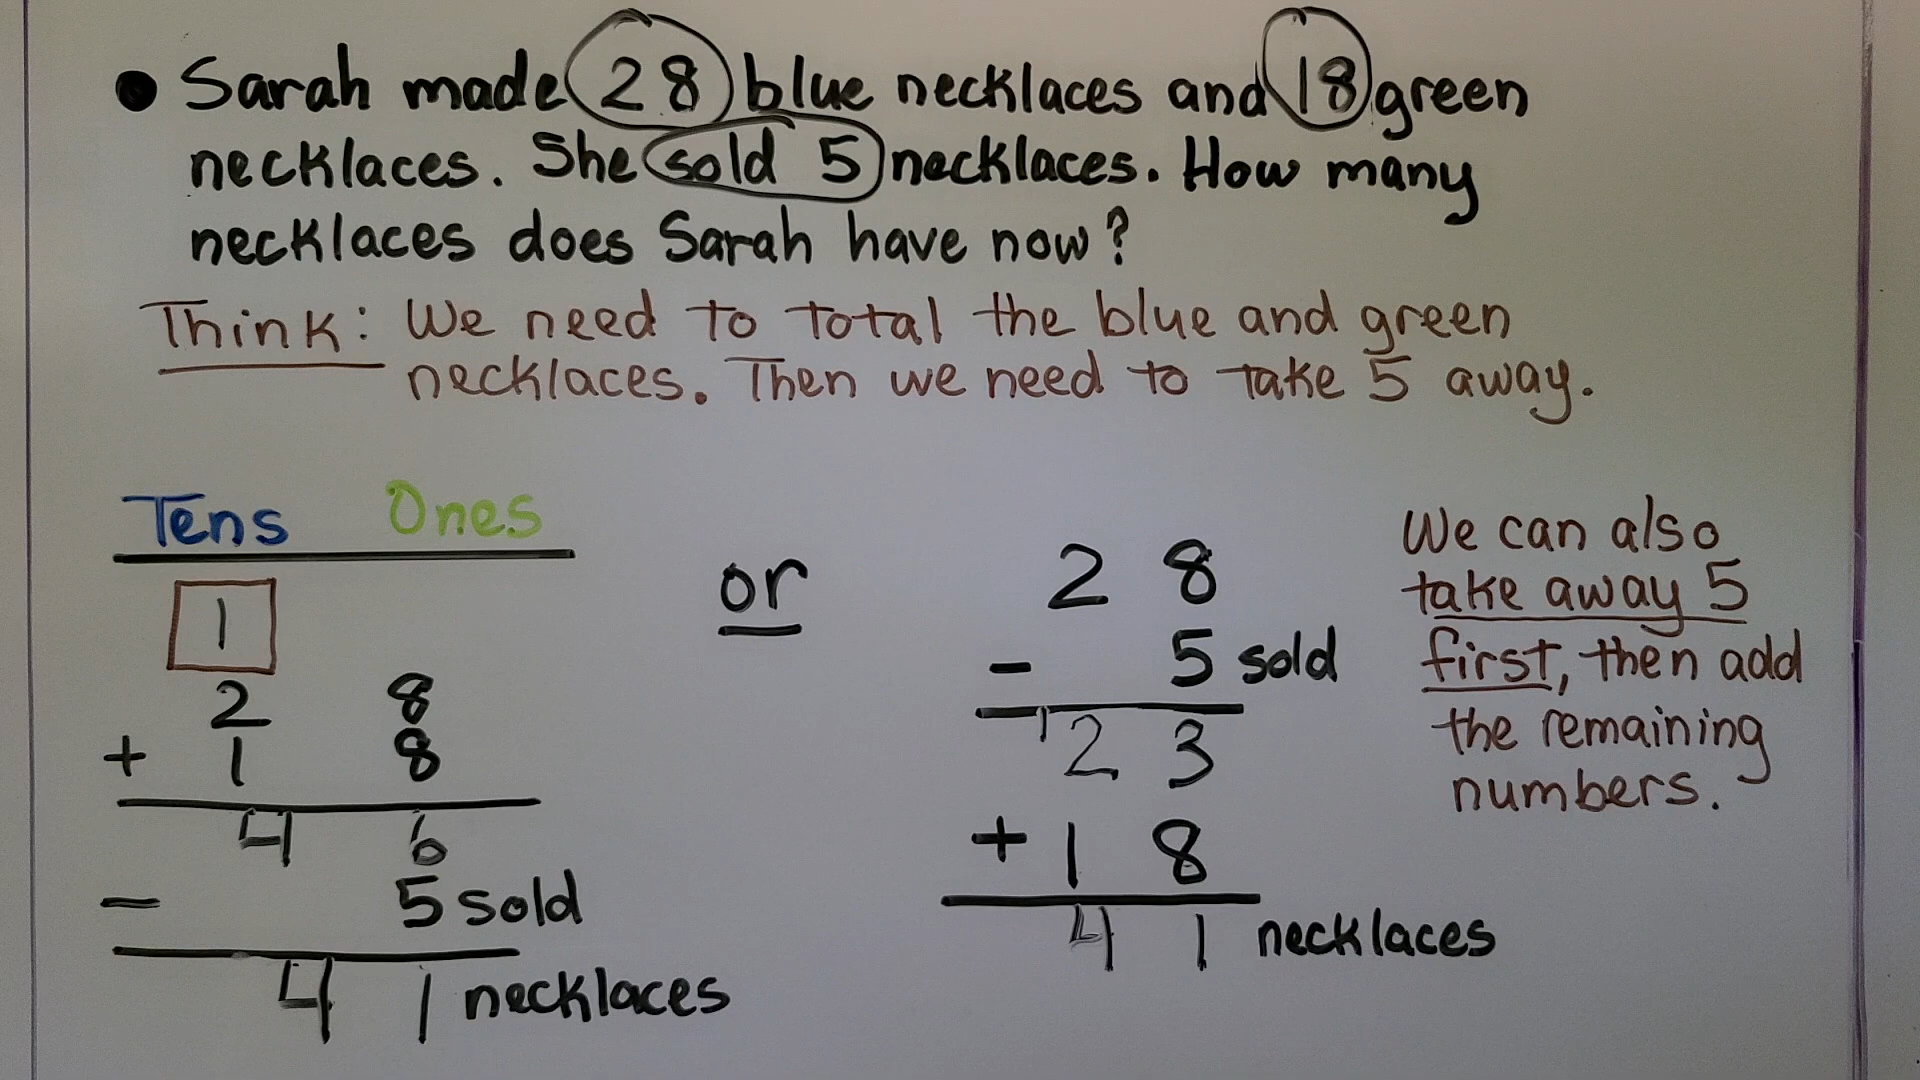 • Sarah made 28 blue necklaces and 18 green
necklaces. She sold 5 necklaces. How many
necklaces does Sarah have now?
Think: We need to total the blue and green
necklaces. Then we need to take 5 away.
Tens Ones
1
2 8
+ 1 8
4 6
- 5 sold
4 1 necklaces
or
2 8
- 5 sold
1 2 3
+ 1 8
4 1 necklaces
We can also
take away 5
first, then add
the remaining
numbers.